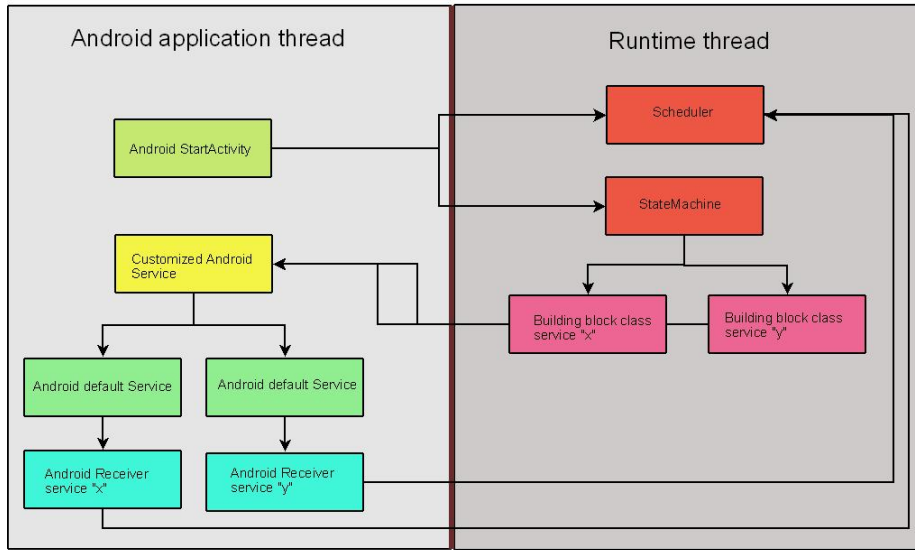 Android application thread
Runtime thread
Scheduler
Android StartActivity
StateMachine
Customized Android
Service
Building block class
service "x"
Building block class
service "y"
Android default Service
Android default Service
Android Receiver
service "x"
Android Receiver
service "y"